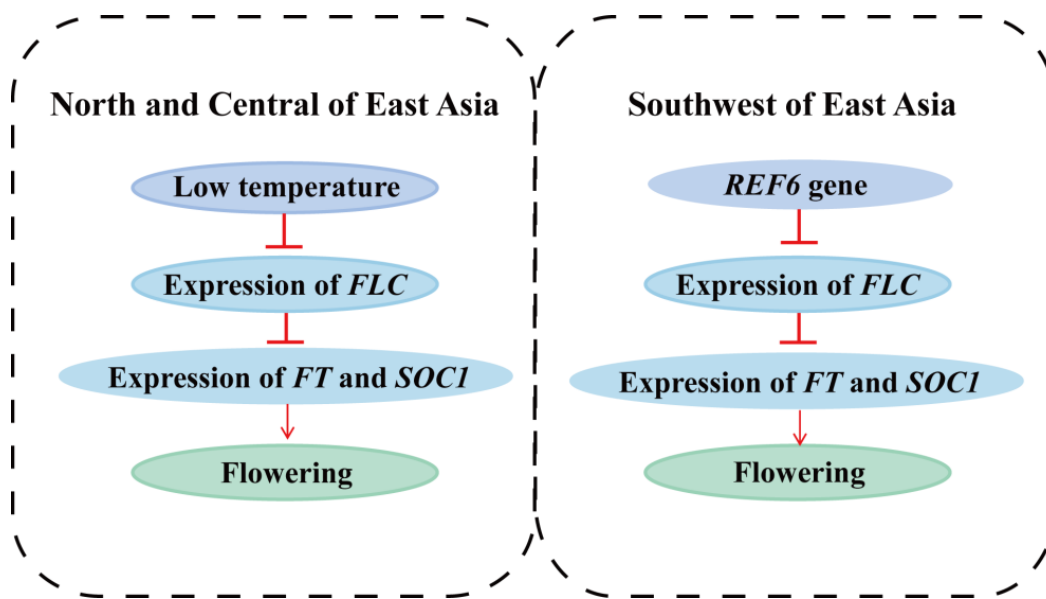 North and Central of East Asia
Low temperature
Expression of FLC
Expression of FT and SOC1
Flowering
Southwest of East Asia
REF6 gene
Expression of FLC
Expression of FT and SOC1
Flowering